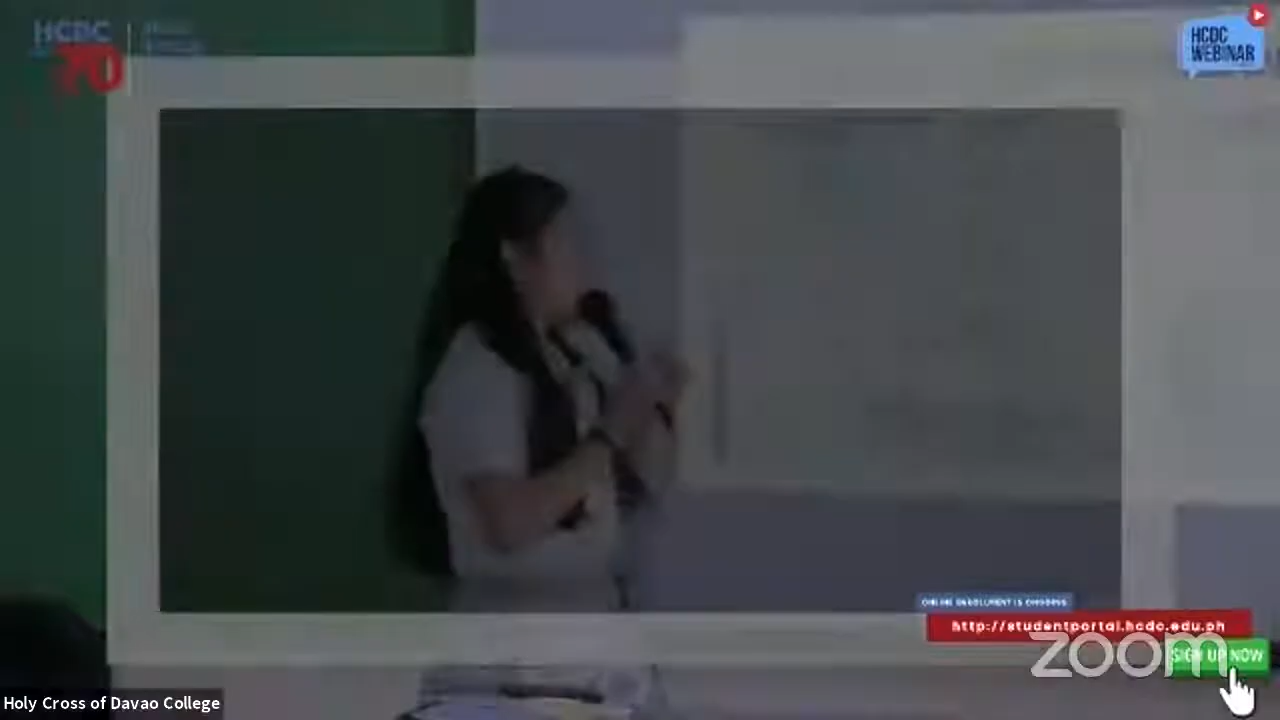 HCDC
70
HCDC
WEBINAR
ONLINE ENROLLMENT IS ONGOING
http://studentportal.hcdc.edu.ph
zoom
SIGN UP NOW
Holy Cross of Davao College